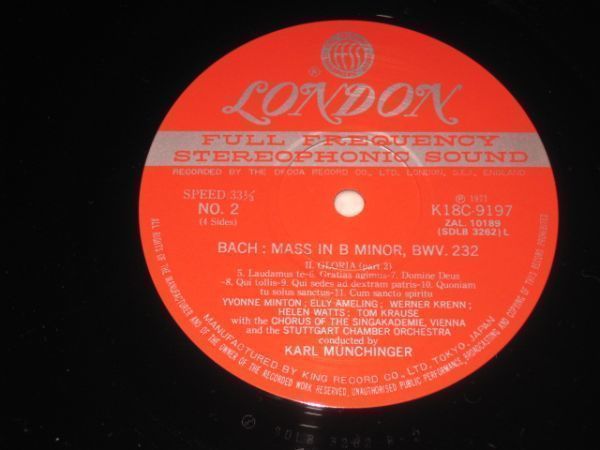 FFSS
®
LONDON
FULL FREQUENCY
STEREOPHONIC SOUND
RECORDED BY THE DECCA RECORD CO., LTD. LONDON, S.E.I, ENGLAND
SPEED 33⅓
NO. 2
(4 Sides)
℗ 1971
K18C-9197
ZAL. 10189
(SDLB 3262) L
BACH : MASS IN B MINOR, BWV. 232
II. GLORIA (part 2)
5. Laudamus te-6. Gratias agimus-7. Domine Deus
-8. Qui tollis-9. Qui sedes ad dextram patris-10. Quoniam
tu solus sanctus-11. Cum sancto spiritu
YVONNE MINTON ; ELLY AMELING ; WERNER KRENN ;
HELEN WATTS ; TOM KRAUSE
with the CHORUS OF THE SINGAKADEMIE, VIENNA
and the STUTTGART CHAMBER ORCHESTRA
conducted by
KARL MUNCHINGER
MANUFACTURED BY KING RECORD CO., LTD. TOKYO, JAPAN
ALL RIGHTS OF THE MANUFACTURER AND OF THE OWNER OF THE RECORDED WORK RESERVED, UNAUTHORISED PUBLIC PERFORMANCE, BROADCASTING AND COPYING OF THIS RECORD PROHIBITED